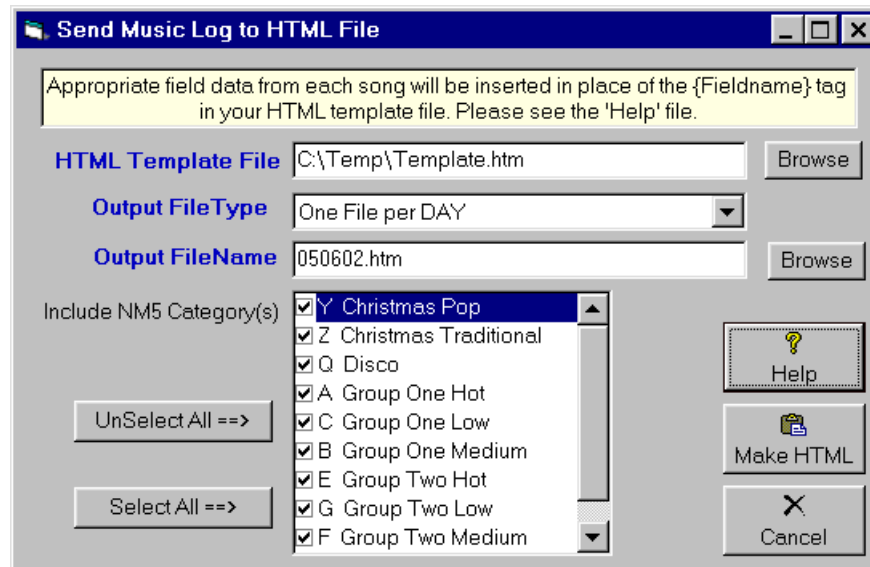 Send Music Log to HTML File
Appropriate field data from each song will be inserted in place of the {Fieldname} tag
in your HTML template file. Please see the 'Help' file.
HTML Template File C:\Temp\Template.htm Browse
Output FileType One File per DAY
Output FileName 050602.htm Browse
Include NM5 Category(s)
Y Christmas Pop
Z Christmas Traditional
Q Disco
A Group One Hot
C Group One Low
B Group One Medium
E Group Two Hot
G Group Two Low
F Group Two Medium
UnSelect All ==>
Select All ==>
Help
Make HTML
Cancel